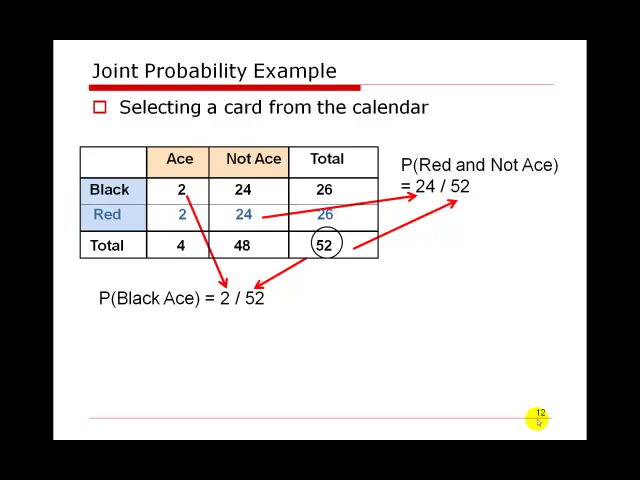 Joint Probability Example
Selecting a card from the calendar
Ace Not Ace Total
Black 2 24 26
Red 2 24 26
Total 4 48 52
P(Red and Not Ace)
= 24 / 52
P(Black Ace) = 2 / 52
12